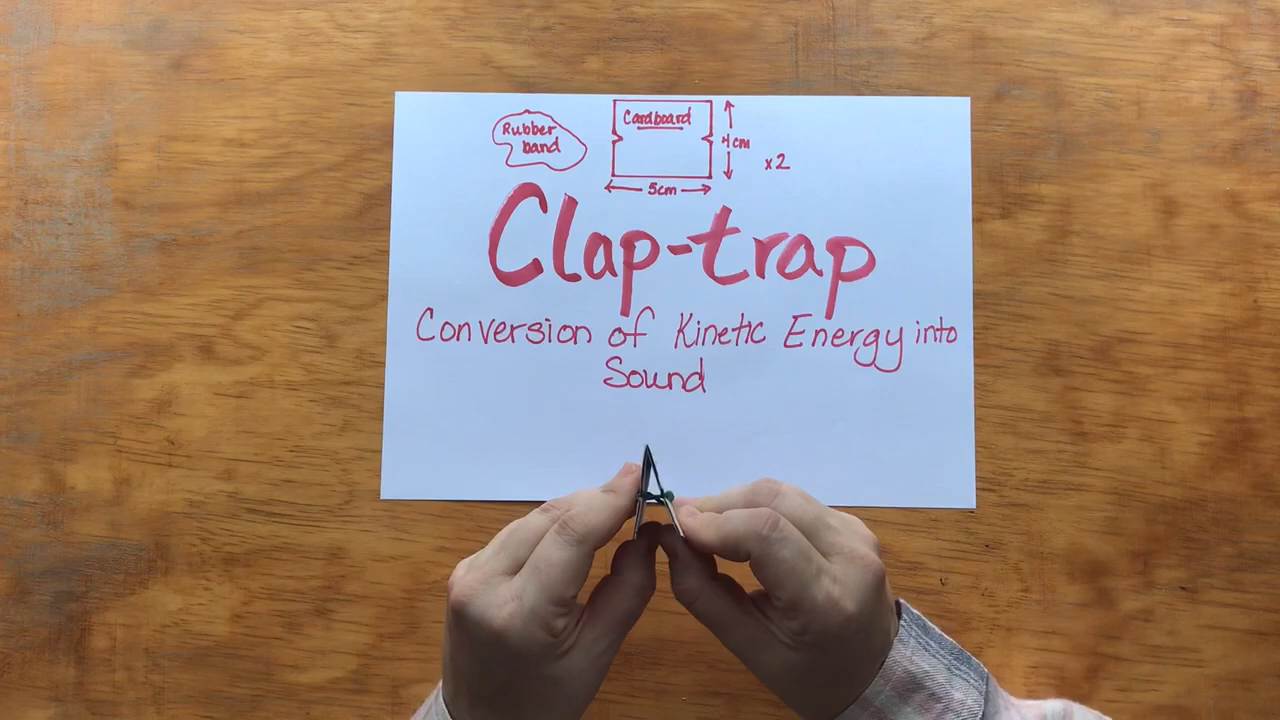 Rubber
band
Cardboard
4cm
x2
5cm
Clap-trap
Conversion of Kinetic Energy into
Sound